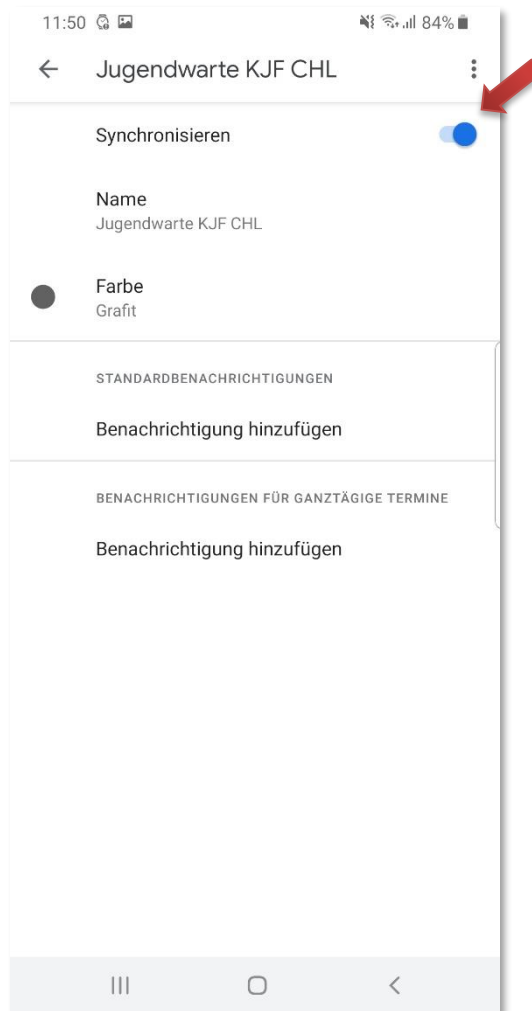 11:50 84%
Jugendwarte KJF CHL
Synchronisieren
Name
Jugendwarte KJF CHL
Farbe
Grafit
STANDARDBENACHRICHTIGUNGEN
Benachrichtigung hinzufügen
BENACHRICHTIGUNGEN FÜR GANZTÄGIGE TERMINE
Benachrichtigung hinzufügen